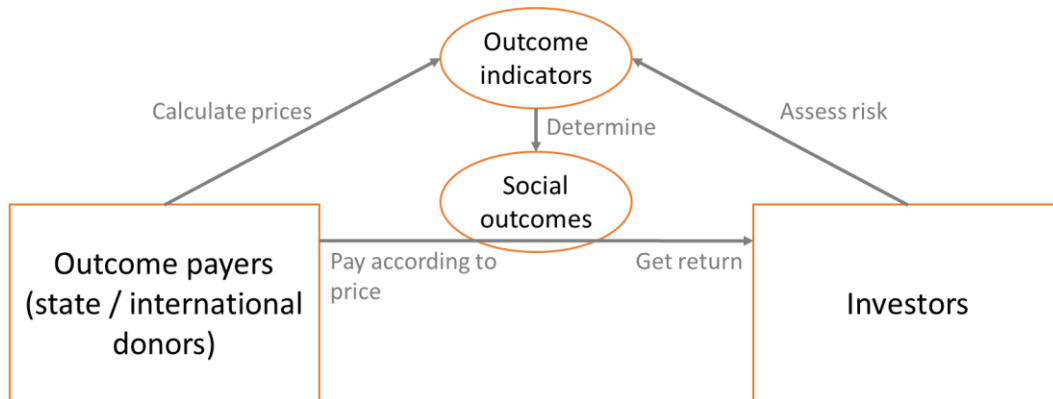 Outcome
indicators
Calculate prices
Assess risk
Determine
Social
outcomes
Outcome payers
(state / international
donors)
Pay according to
price
Get return
Investors